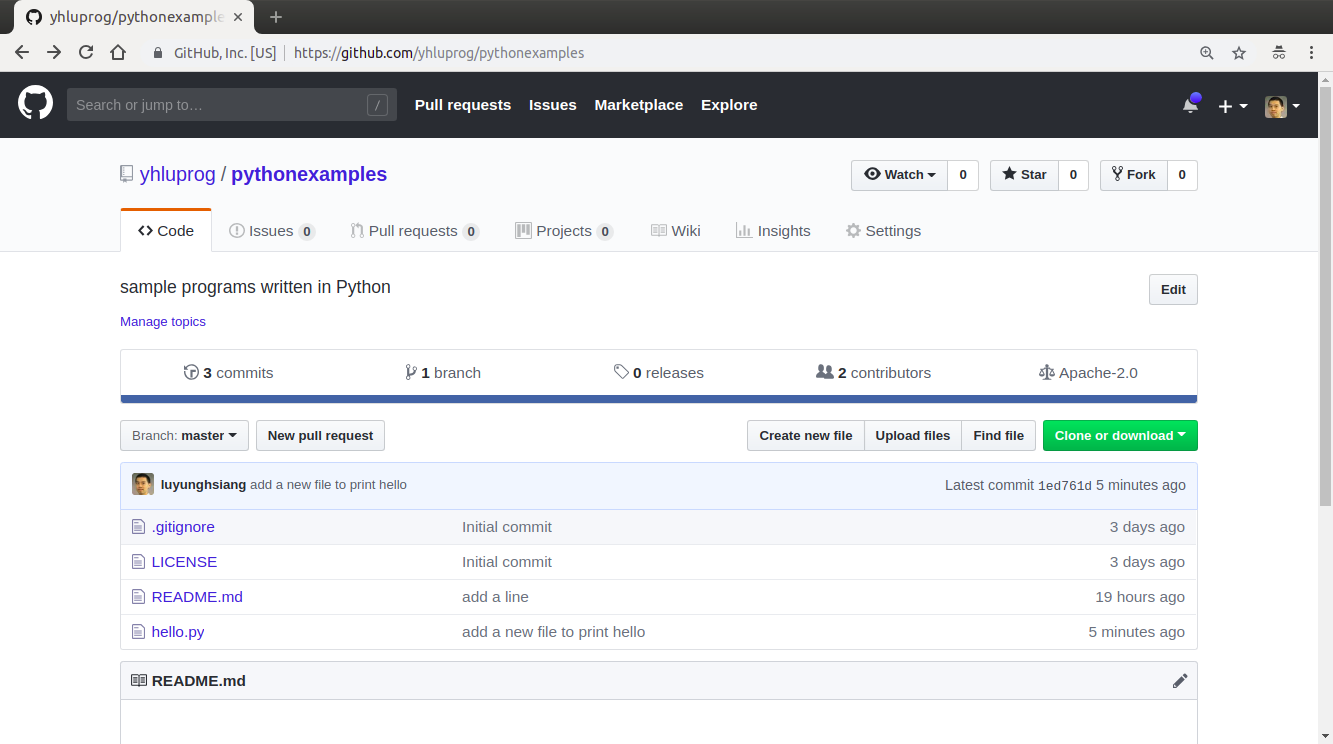 yhluprog/pythonexample
GitHub, Inc. [US] https://github.com/yhluprog/pythonexamples
Search or jump to… / Pull requests Issues Marketplace Explore
yhluprog / pythonexamples Watch 0 Star 0 Fork 0
Code Issues 0 Pull requests 0 Projects 0 Wiki Insights Settings
sample programs written in Python Edit
Manage topics
3 commits 1 branch 0 releases 2 contributors Apache-2.0
Branch: master New pull request Create new file Upload files Find file Clone or download
luyunghsiang add a new file to print hello Latest commit 1ed761d 5 minutes ago
.gitignore Initial commit 3 days ago
LICENSE Initial commit 3 days ago
README.md add a line 19 hours ago
hello.py add a new file to print hello 5 minutes ago
README.md